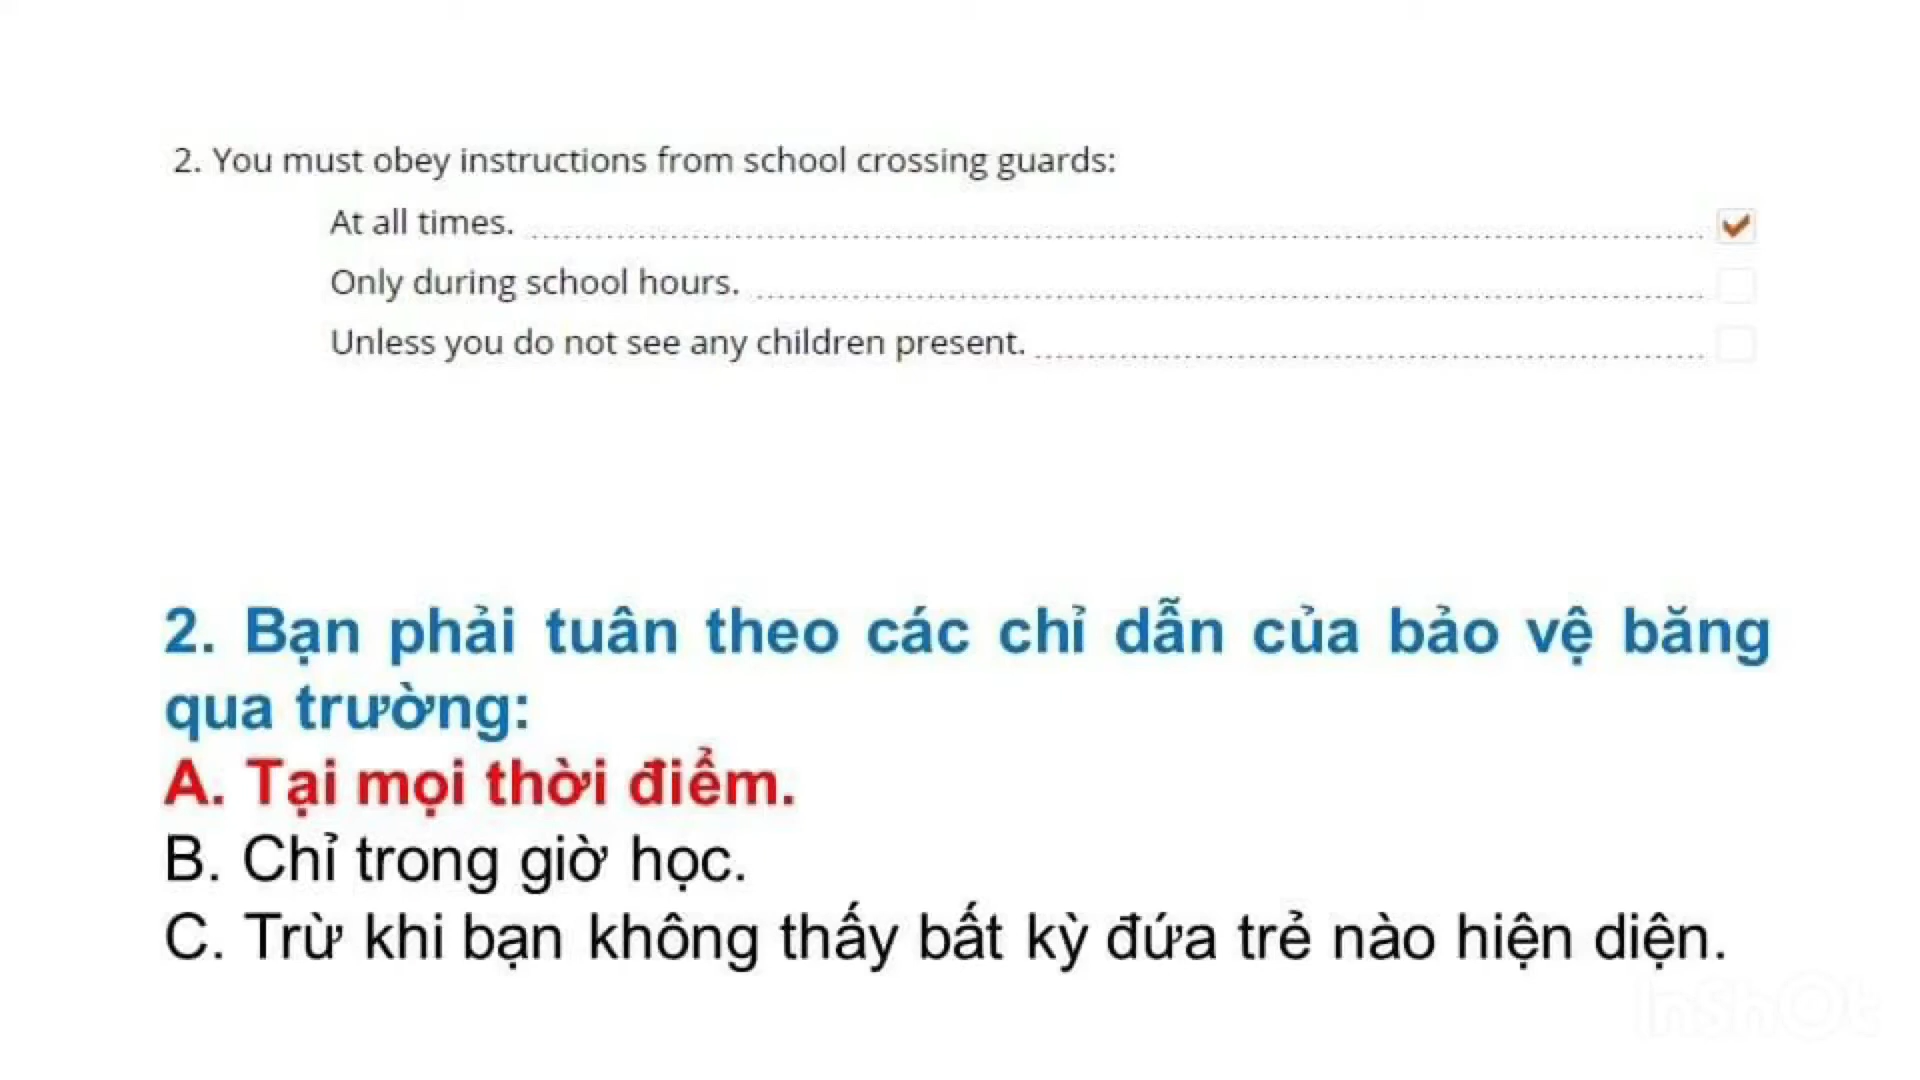 2. You must obey instructions from school crossing guards:
At all times.
Only during school hours.
Unless you do not see any children present.
2. Bạn phải tuân theo các chỉ dẫn của bảo vệ băng
qua trường:
A. Tại mọi thời điểm.
B. Chỉ trong giờ học.
C. Trừ khi bạn không thấy bất kỳ đứa trẻ nào hiện diện.
InShOt